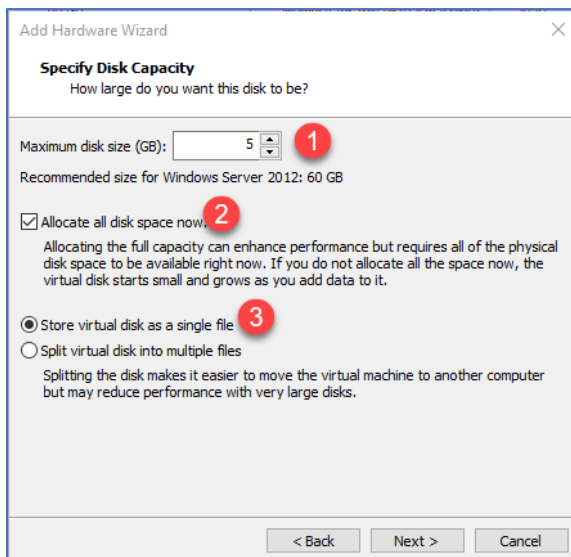 Add Hardware Wizard
Specify Disk Capacity
How large do you want this disk to be?
Maximum disk size (GB): 5 1
Recommended size for Windows Server 2012: 60 GB
Allocate all disk space now. 2
Allocating the full capacity can enhance performance but requires all of the physical
disk space to be available right now. If you do not allocate all the space now, the
virtual disk starts small and grows as you add data to it.
Store virtual disk as a single file 3
Split virtual disk into multiple files
Splitting the disk makes it easier to move the virtual machine to another computer
but may reduce performance with very large disks.
< Back Next > Cancel